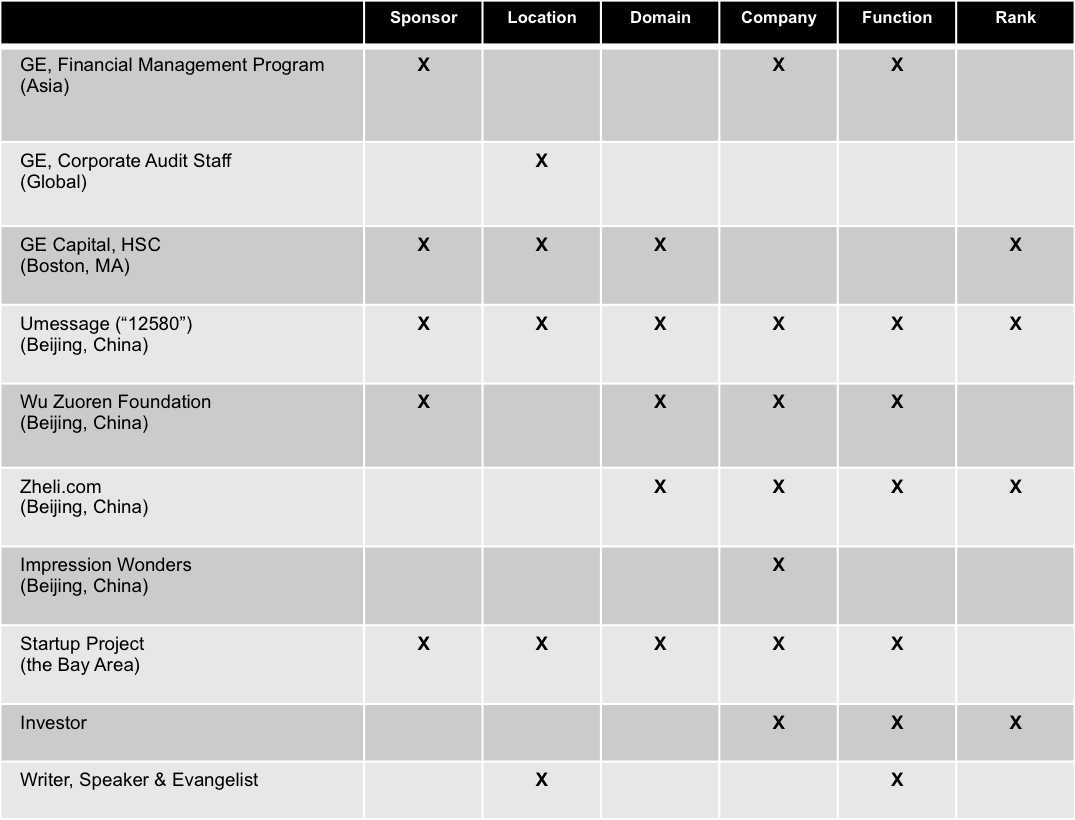 Sponsor Location Domain Company Function Rank
GE, Financial Management Program X X X
(Asia)
GE, Corporate Audit Staff X
(Global)
GE Capital, HSC X X X X
(Boston, MA)
Umessage (“12580”) X X X X X X
(Beijing, China)
Wu Zuoren Foundation X X X X
(Beijing, China)
Zheli.com X X X X
(Beijing, China)
Impression Wonders X
(Beijing, China)
Startup Project X X X X X
(the Bay Area)
Investor X X X
Writer, Speaker & Evangelist X X